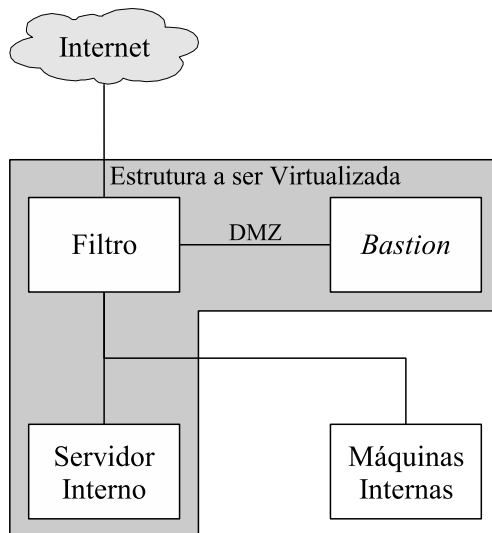 Internet
Estrutura a ser Virtualizada
Filtro
DMZ
Bastion
Servidor
Interno
Máquinas
Internas